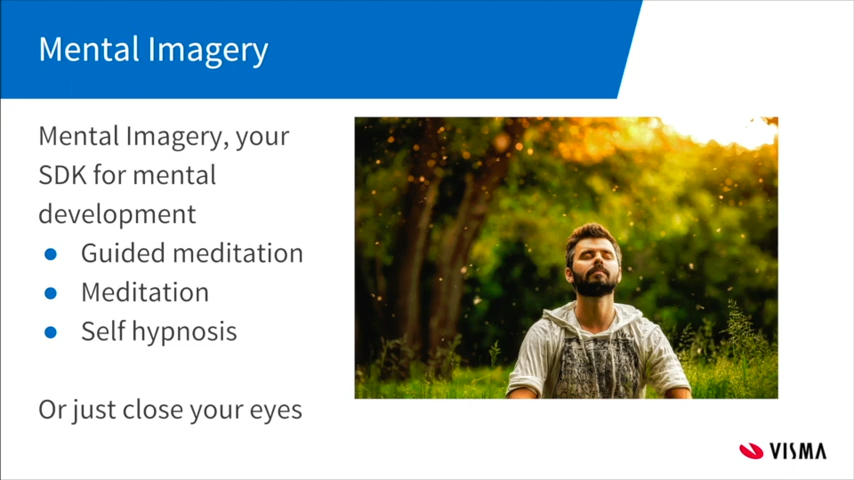 Mental Imagery
Mental Imagery, your
SDK for mental
development
● Guided meditation
● Meditation
● Self hypnosis
Or just close your eyes
VISMA